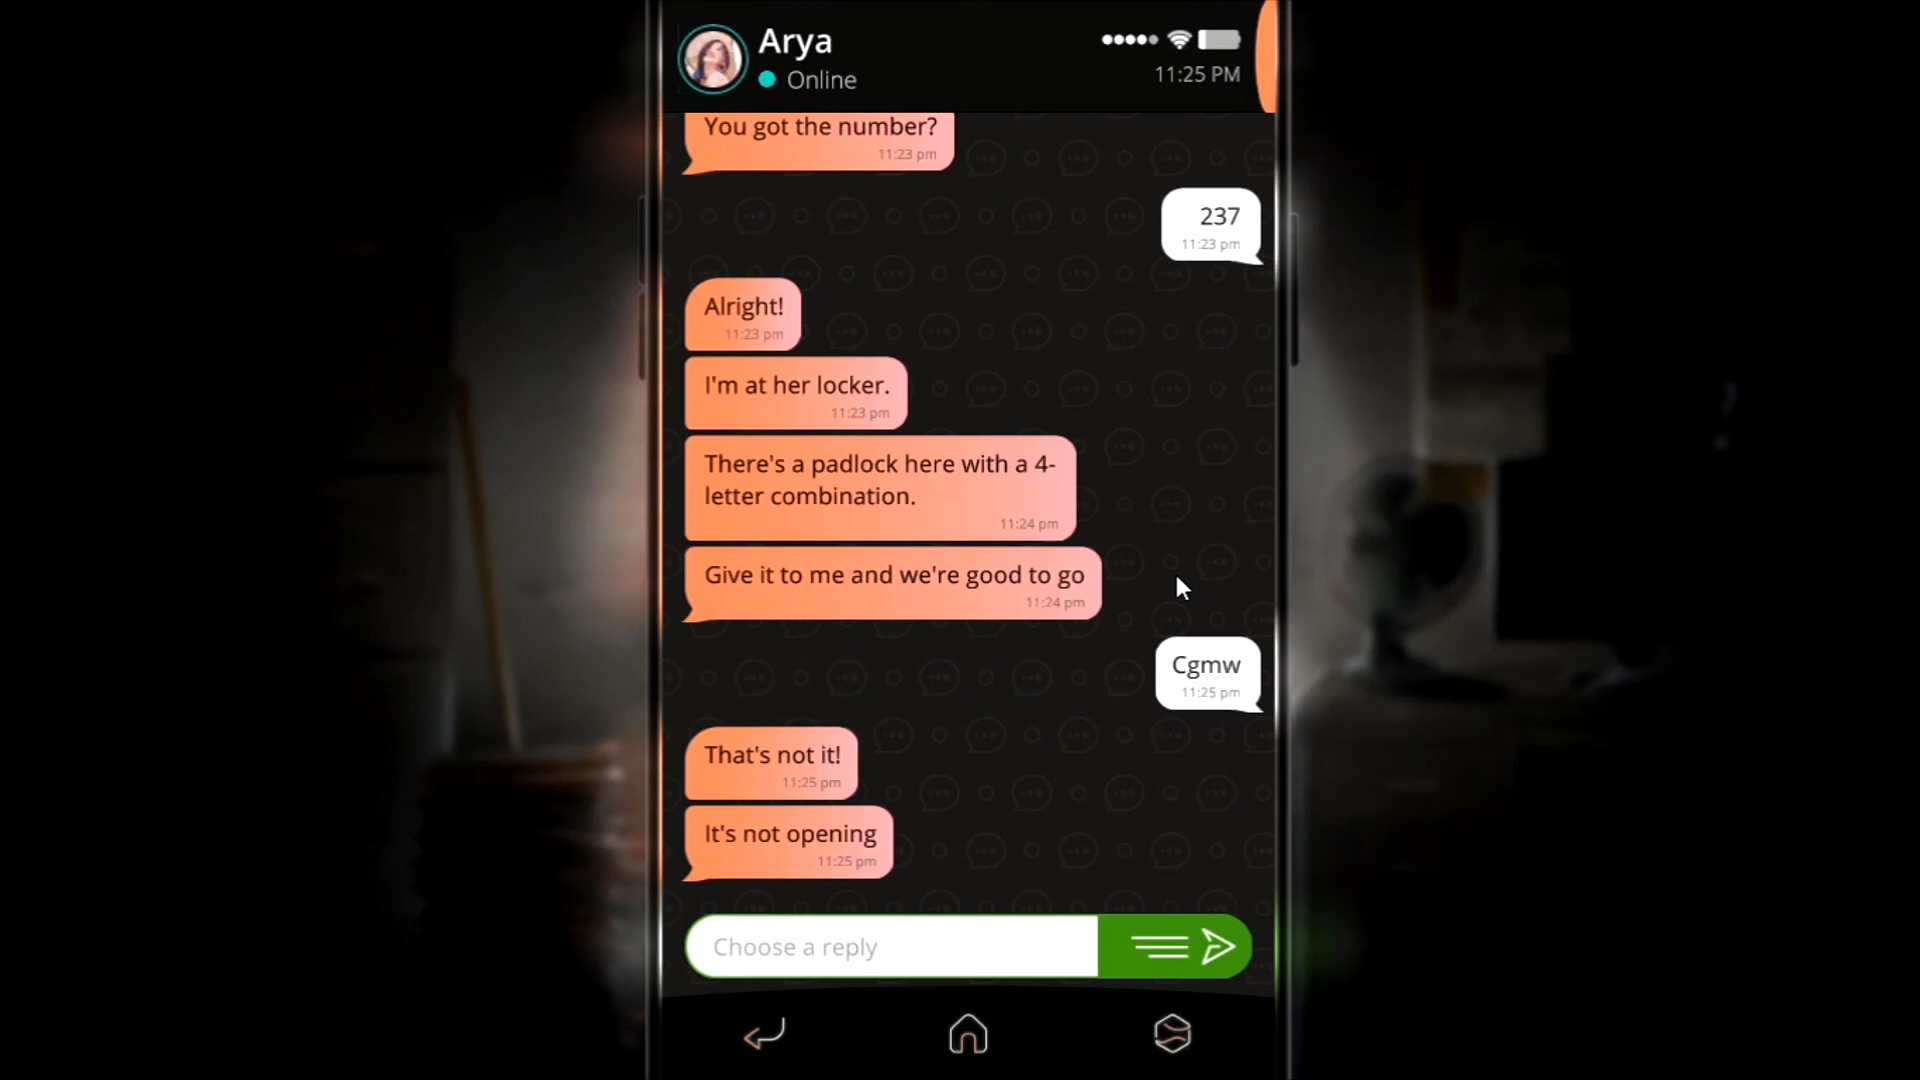 Arya
Online
11:25 PM
You got the number?
11:23 pm
237
11:23 pm
Alright!
11:23 pm
I'm at her locker.
11:23 pm
There's a padlock here with a 4-
letter combination.
11:24 pm
Give it to me and we're good to go
11:24 pm
Cgmw
11:25 pm
That's not it!
11:25 pm
It's not opening
11:25 pm
Choose a reply